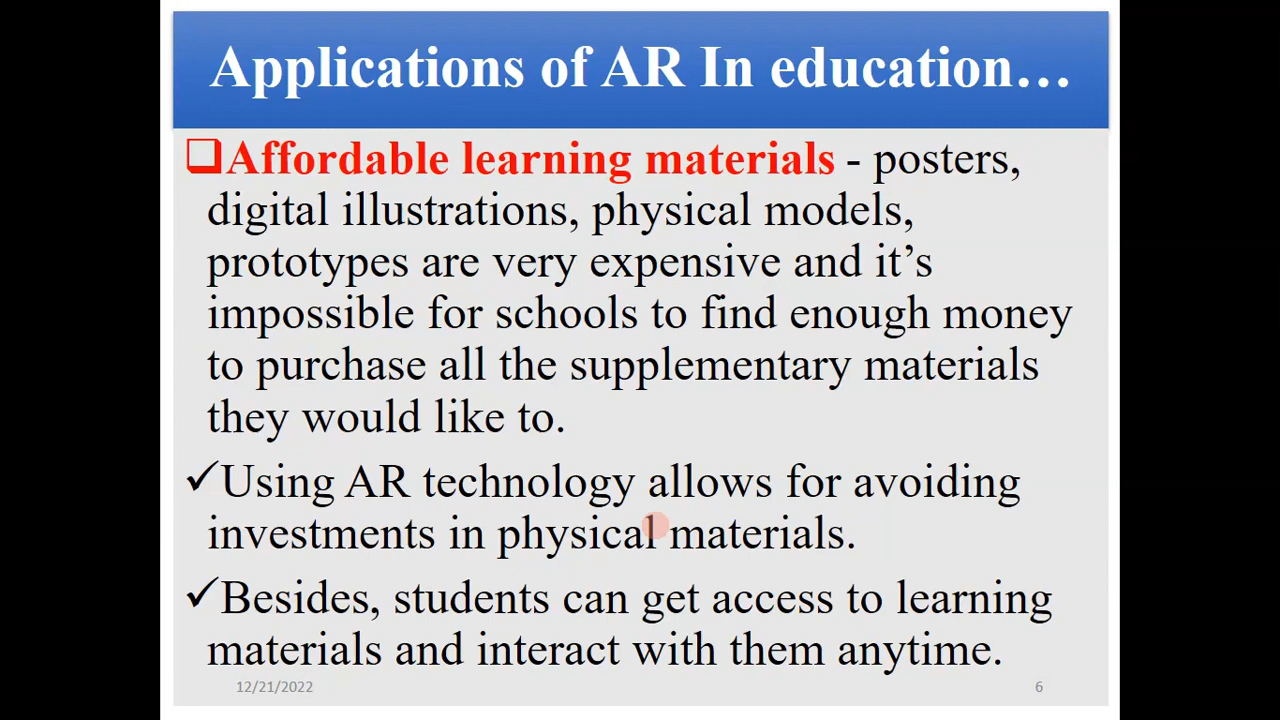 Applications of AR In education…
❑Affordable learning materials - posters,
digital illustrations, physical models,
prototypes are very expensive and it’s
impossible for schools to find enough money
to purchase all the supplementary materials
they would like to.
✓Using AR technology allows for avoiding
investments in physical materials.
✓Besides, students can get access to learning
materials and interact with them anytime.
12/21/2022
6